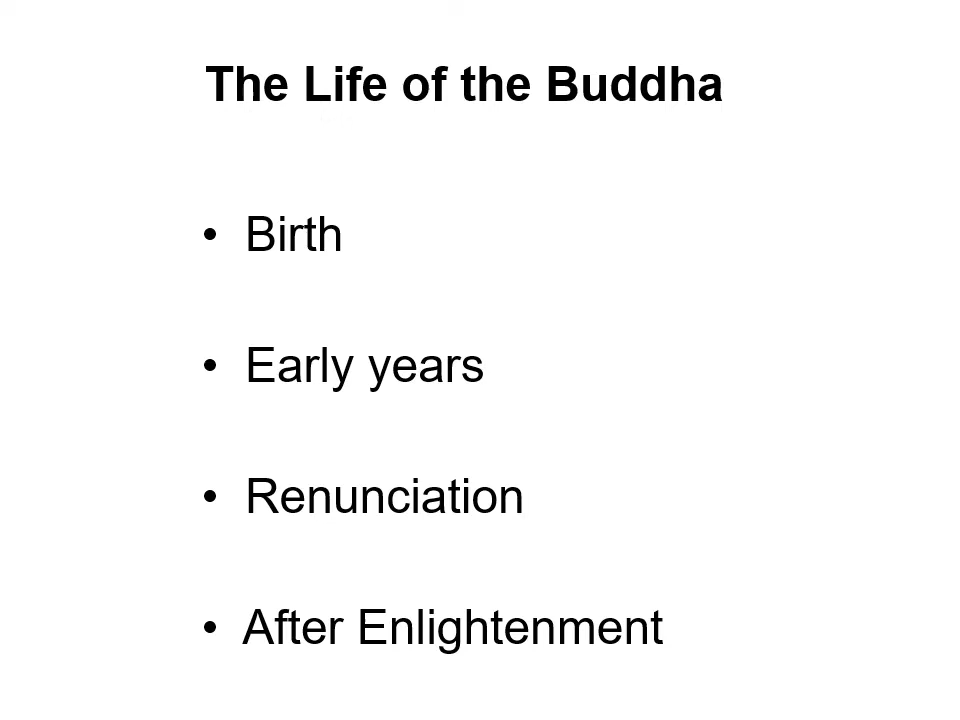 The Life of the Buddha
• Birth
• Early years
• Renunciation
• After Enlightenment